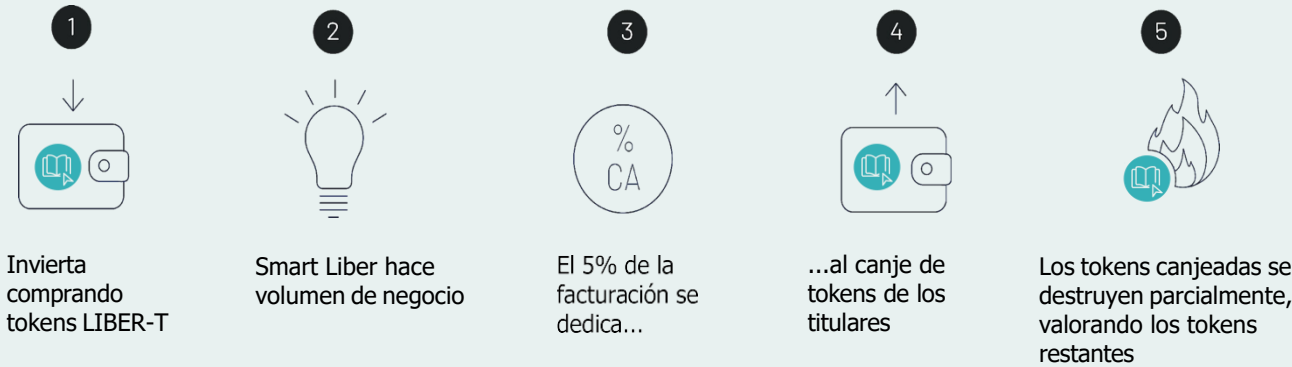 1
2
3
4
5
%
CA
Invierta
comprando
tokens LIBER-T
Smart Liber hace
volumen de negocio
El 5% de la
facturación se
dedica...
...al canje de
tokens de los
titulares
Los tokens canjeadas se
destruyen parcialmente,
valorando los tokens
restantes